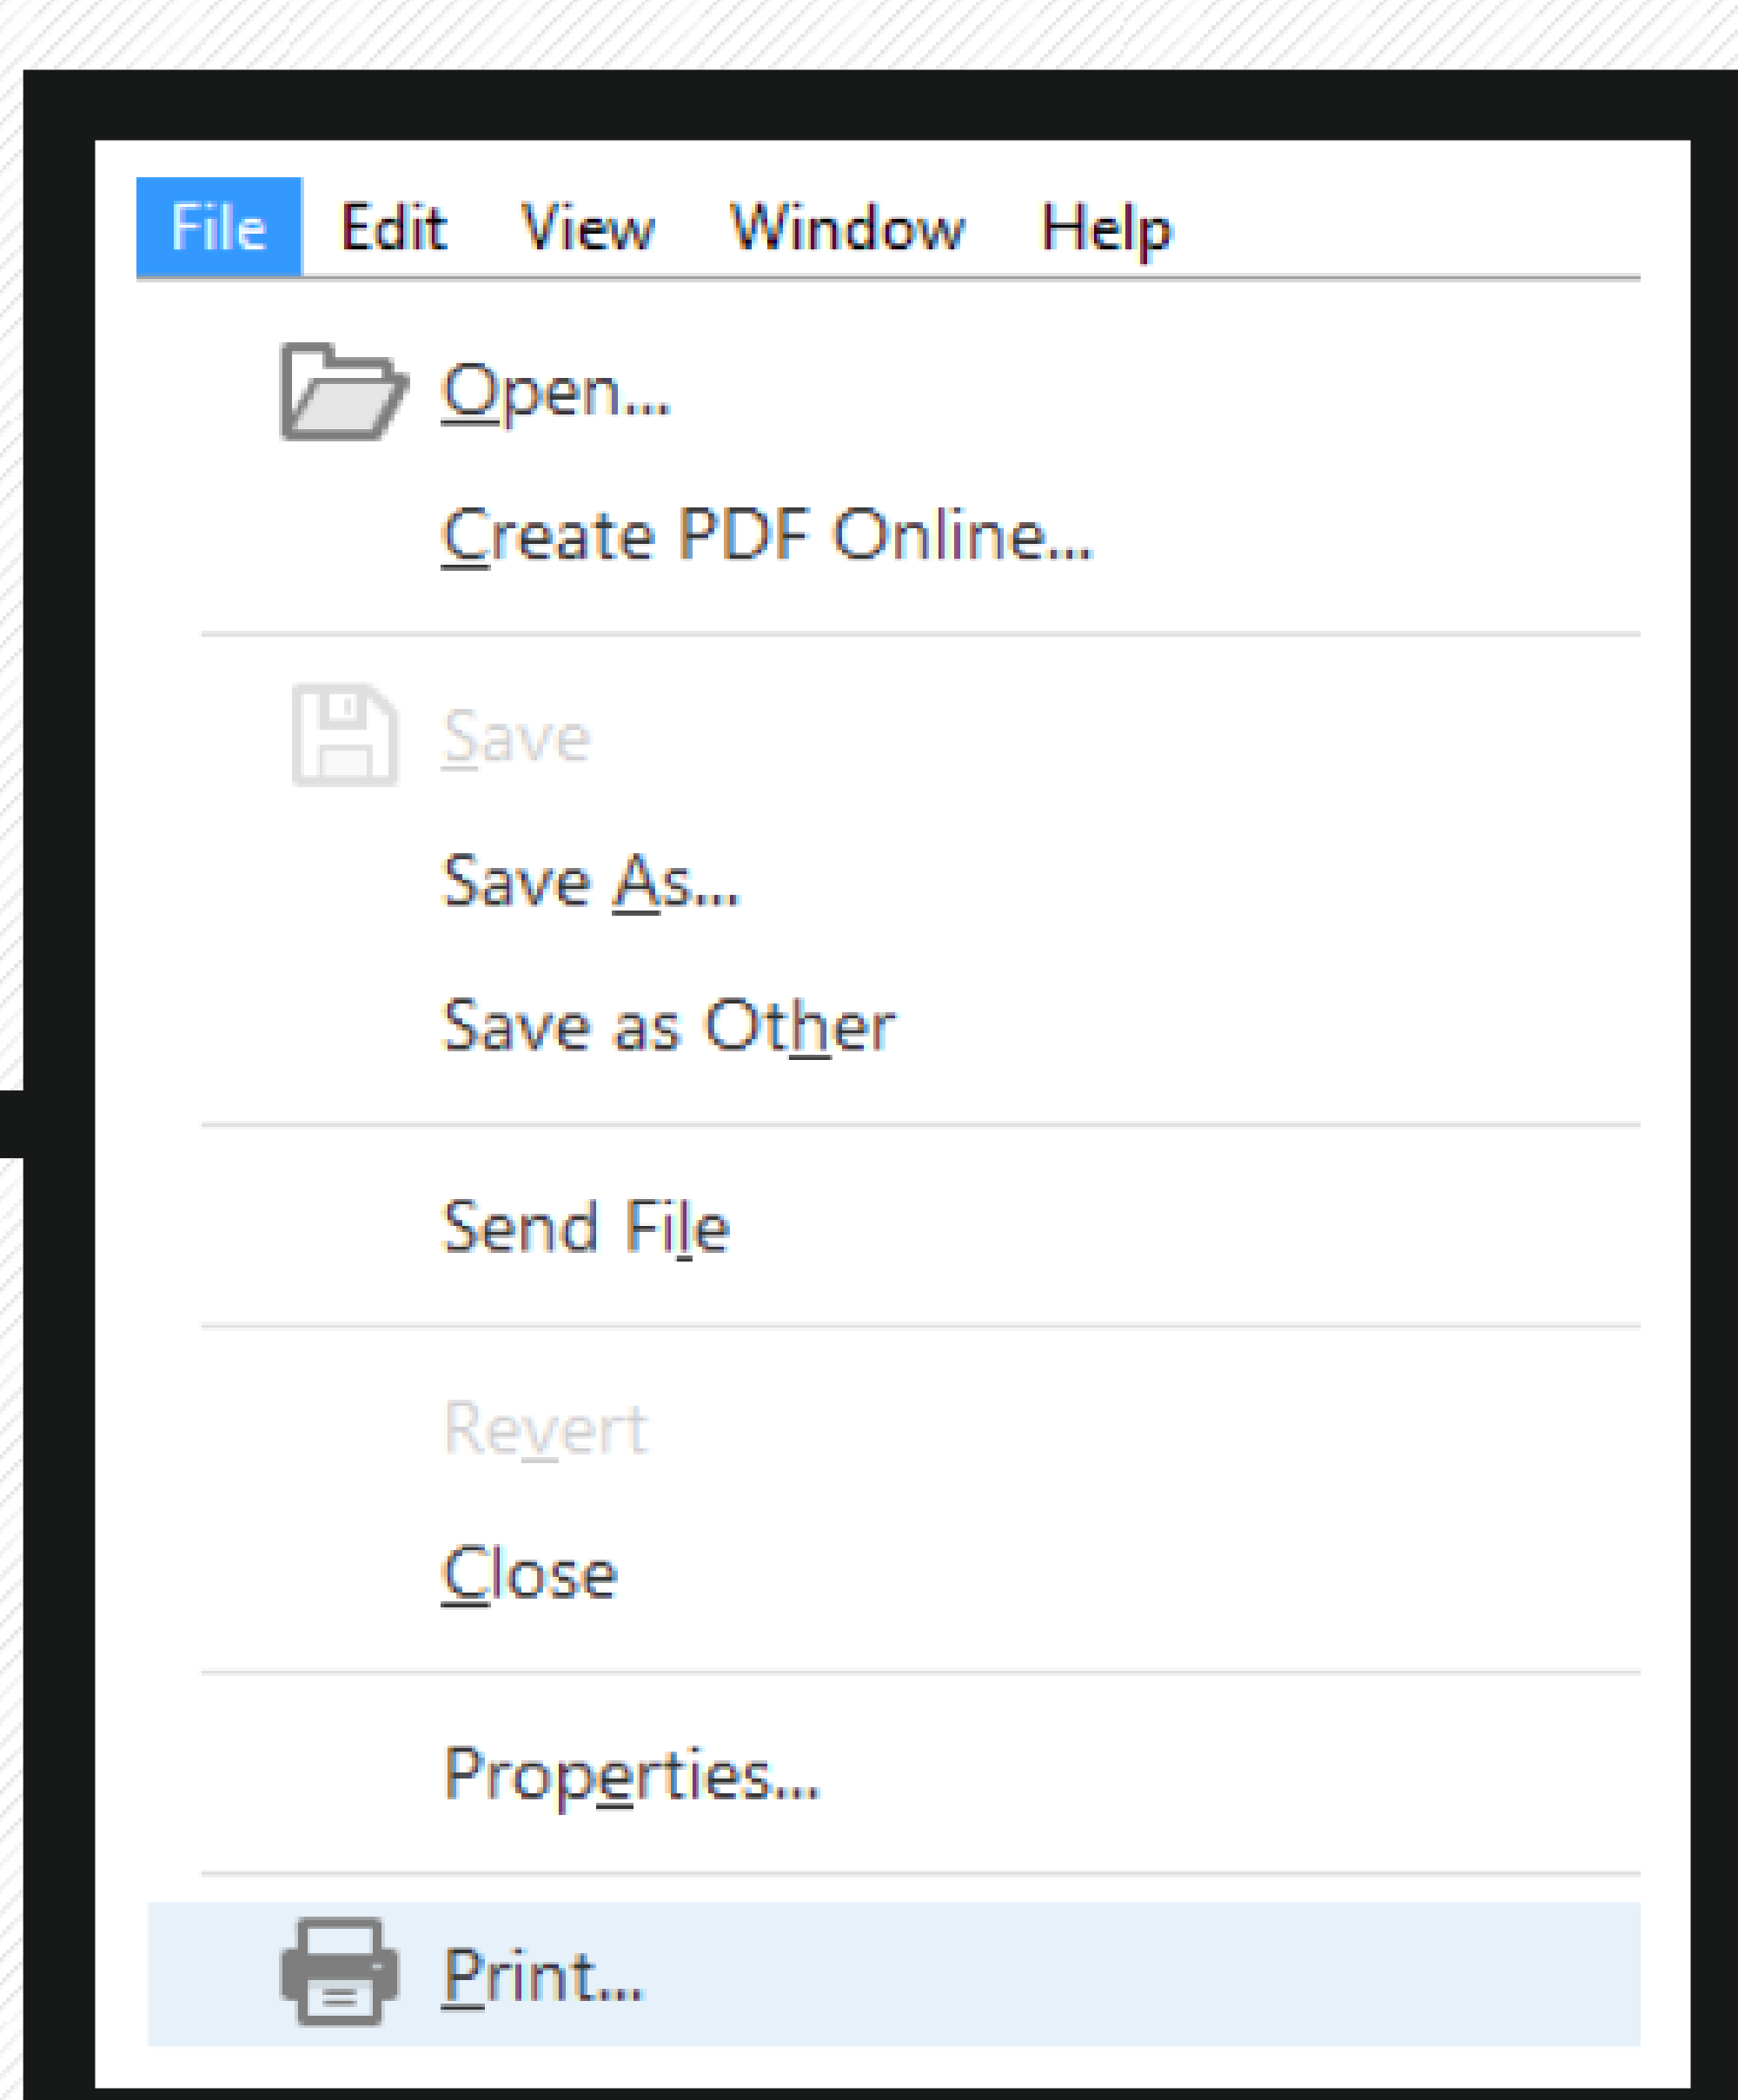 File Edit View Window Help
Open...
Create PDF Online...
Save
Save As...
Save as Other
Send File
Revert
Close
Properties...
Print...